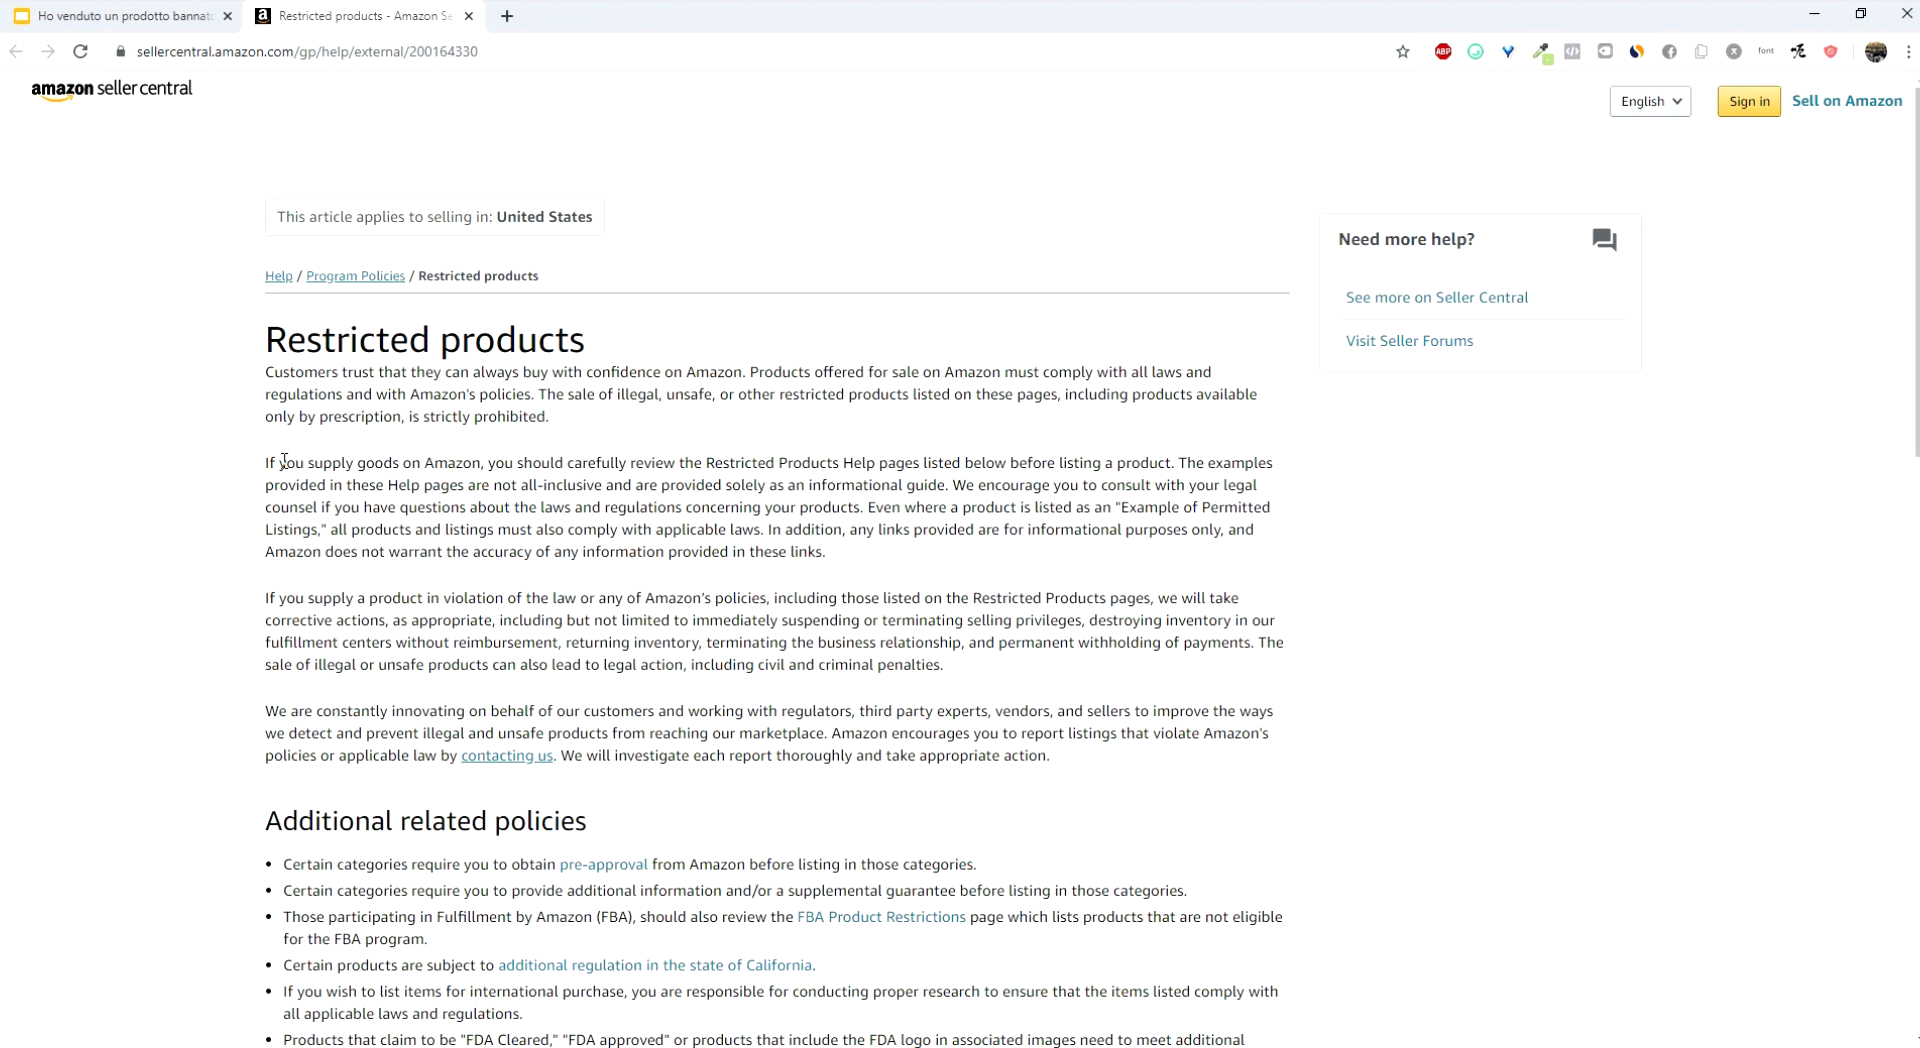 Ho venduto un prodotto bannat
Restricted products - Amazon Se
sellercentral.amazon.com/gp/help/external/200164330
ABP
font
amazon seller central
English
Sign in
Sell on Amazon
This article applies to selling in: United States
Need more help?
See more on Seller Central
Visit Seller Forums
Help / Program Policies / Restricted products
Restricted products
Customers trust that they can always buy with confidence on Amazon. Products offered for sale on Amazon must comply with all laws and
regulations and with Amazon's policies. The sale of illegal, unsafe, or other restricted products listed on these pages, including products available
only by prescription, is strictly prohibited.
If you supply goods on Amazon, you should carefully review the Restricted Products Help pages listed below before listing a product. The examples
provided in these Help pages are not all-inclusive and are provided solely as an informational guide. We encourage you to consult with your legal
counsel if you have questions about the laws and regulations concerning your products. Even where a product is listed as an "Example of Permitted
Listings," all products and listings must also comply with applicable laws. In addition, any links provided are for informational purposes only, and
Amazon does not warrant the accuracy of any information provided in these links.
If you supply a product in violation of the law or any of Amazon's policies, including those listed on the Restricted Products pages, we will take
corrective actions, as appropriate, including but not limited to immediately suspending or terminating selling privileges, destroying inventory in our
fulfillment centers without reimbursement, returning inventory, terminating the business relationship, and permanent withholding of payments. The
sale of illegal or unsafe products can also lead to legal action, including civil and criminal penalties.
We are constantly innovating on behalf of our customers and working with regulators, third party experts, vendors, and sellers to improve the ways
we detect and prevent illegal and unsafe products from reaching our marketplace. Amazon encourages you to report listings that violate Amazon's
policies or applicable law by contacting us. We will investigate each report thoroughly and take appropriate action.
Additional related policies
• Certain categories require you to obtain pre-approval from Amazon before listing in those categories.
• Certain categories require you to provide additional information and/or a supplemental guarantee before listing in those categories.
• Those participating in Fulfillment by Amazon (FBA), should also review the FBA Product Restrictions page which lists products that are not eligible
for the FBA program.
• Certain products are subject to additional regulation in the state of California.
• If you wish to list items for international purchase, you are responsible for conducting proper research to ensure that the items listed comply with
all applicable laws and regulations.
• Products that claim to be "FDA Cleared," "FDA approved" or products that include the FDA logo in associated images need to meet additional